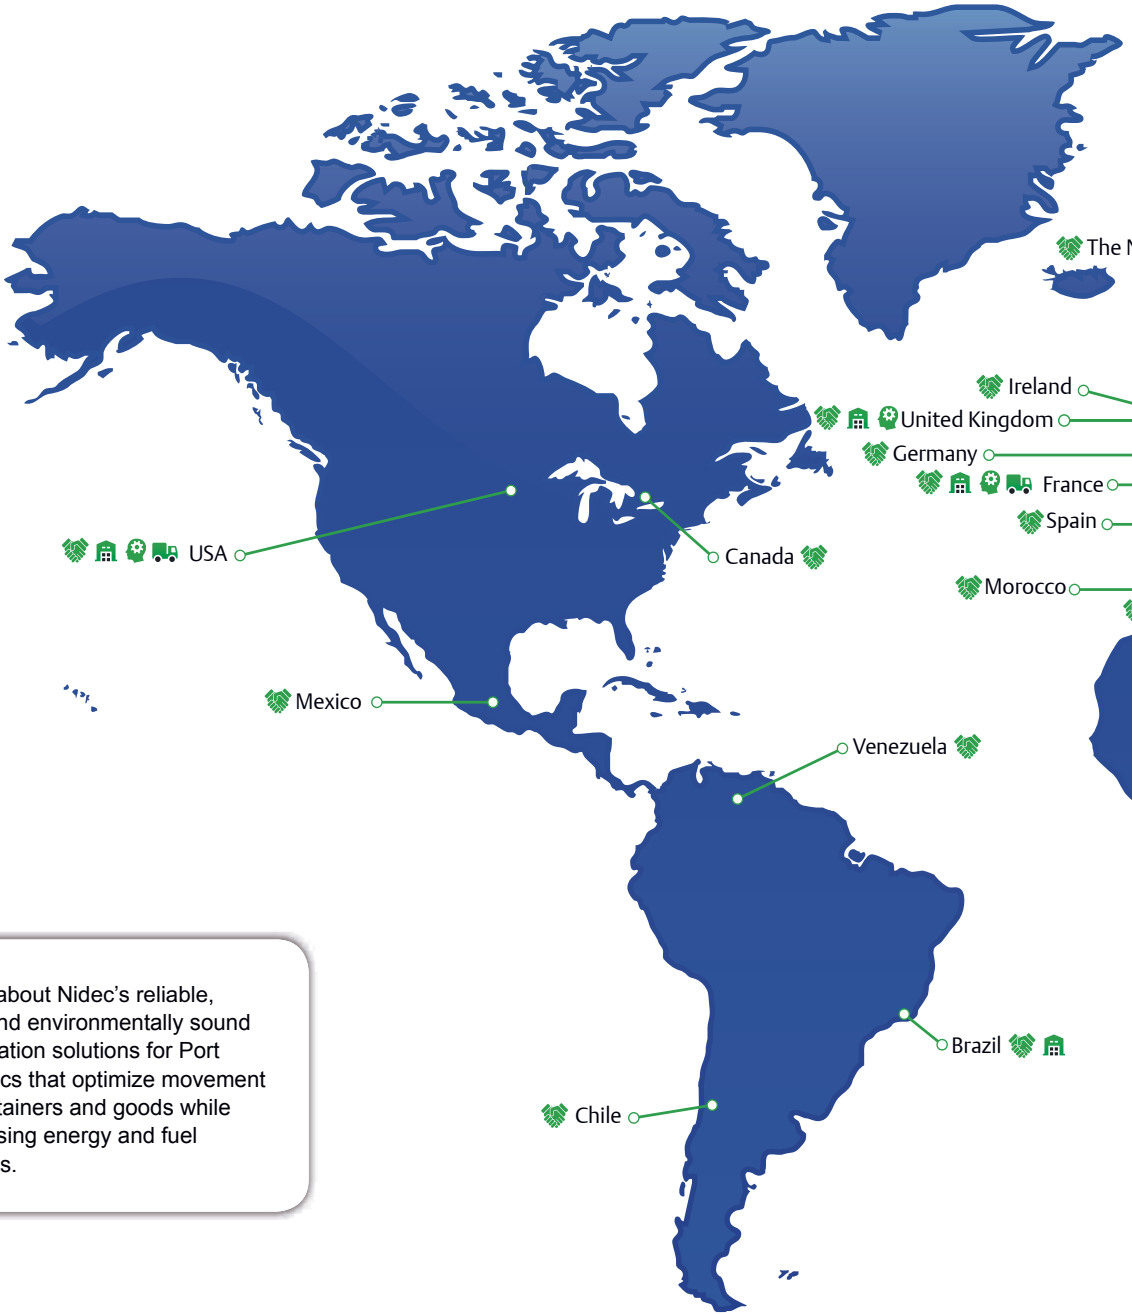 The
Ireland
United Kingdom
Germany
France
Spain
USA
Canada
Morocco
Mexico
Venezuela
about Nidec’s reliable,
nd environmentally sound
ation solutions for Port
cs that optimize movement
tainers and goods while
sing energy and fuel
s.
Brazil
Chile